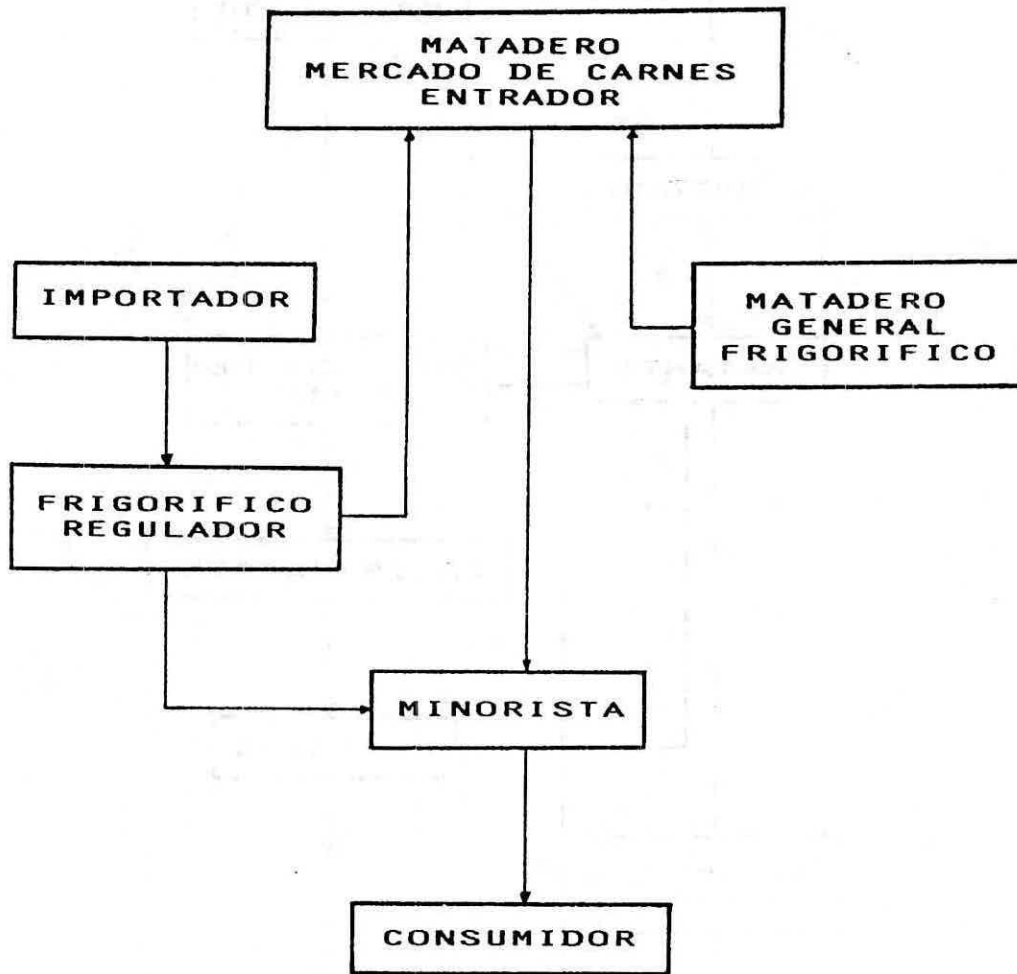 MATADERO
MERCADO DE CARNES
ENTRADOR
IMPORTADOR
MATADERO
GENERAL
FRIGORIFICO
FRIGORIFICO
REGULADOR
MINORISTA
CONSUMIDOR